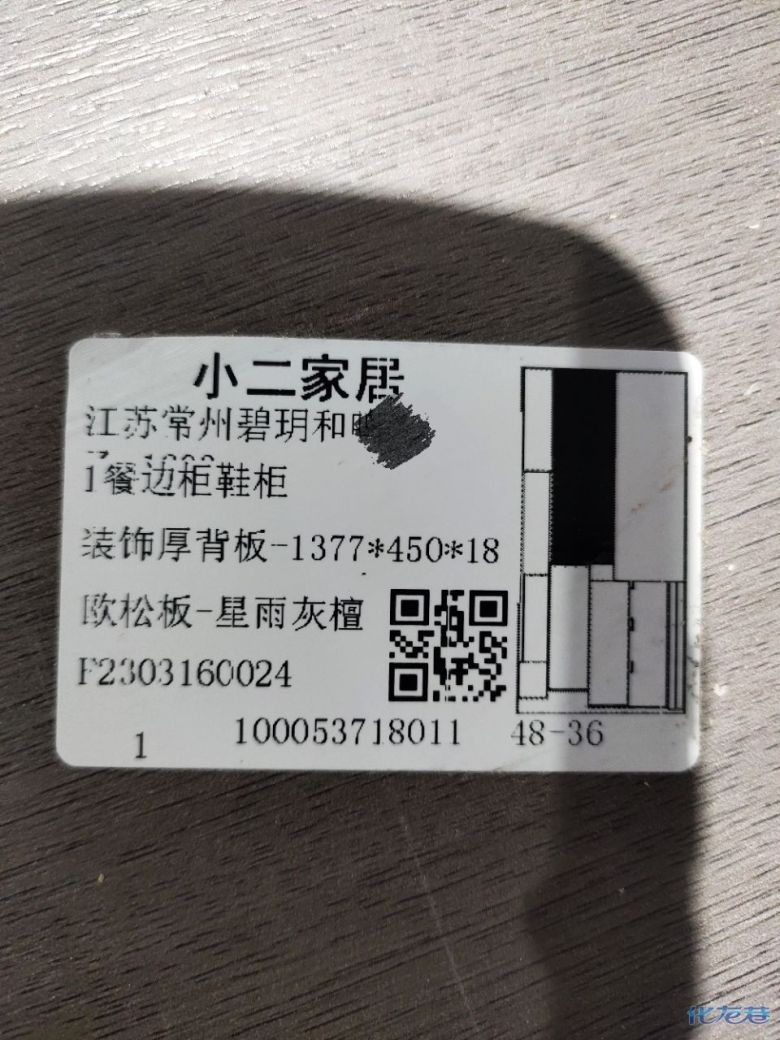 小二家居
江苏常州碧玥和
1餐边柜鞋柜
装饰厚背板-1377*450*18
欧松板-星雨灰檀
F2303160024
1 100053718011 48-36
化龙巷